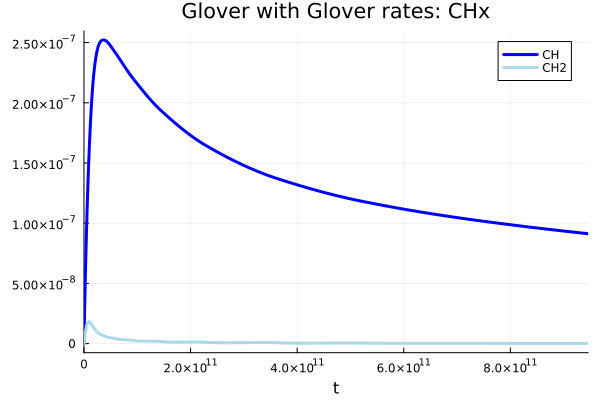 Glover with Glover rates: CHx
CH
CH2
2.50×10⁻⁷
2.00×10⁻⁷
1.50×10⁻⁷
1.00×10⁻⁷
5.00×10⁻⁸
0
0 2.0×10¹¹ 4.0×10¹¹ 6.0×10¹¹ 8.0×10¹¹
t